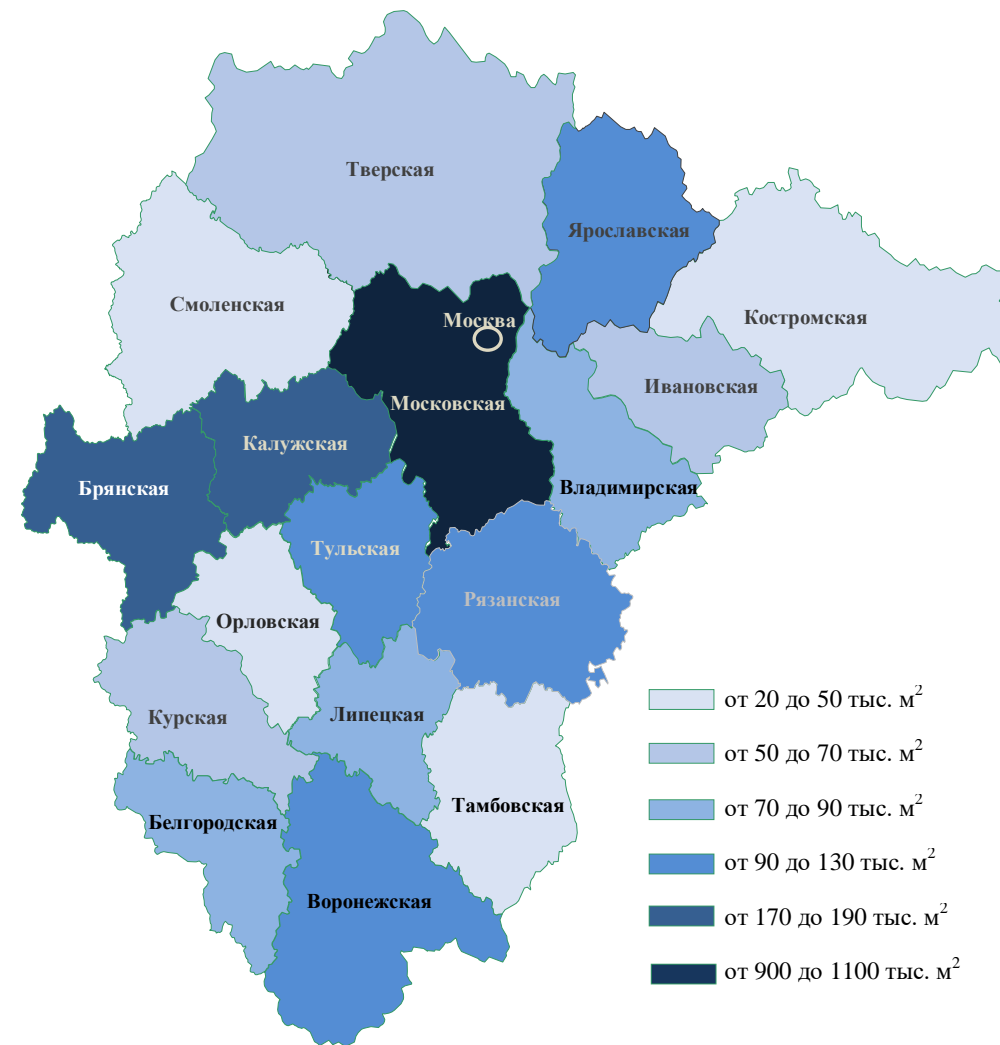 Тверская
Ярославская
Смоленская
Москва
Костромская
Ивановская
Московская
Калужская
Брянская
Владимирская
Тульская
Рязанская
Орловская
Курская
Липецкая
Тамбовская
Белгородская
Воронежская
от 20 до 50 тыс. м²
от 50 до 70 тыс. м²
от 70 до 90 тыс. м²
от 90 до 130 тыс. м²
от 170 до 190 тыс. м²
от 900 до 1100 тыс. м²